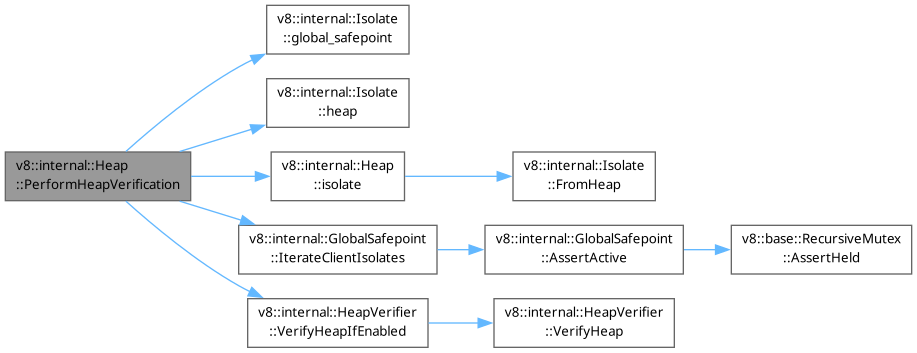 v8::internal::Isolate
::global_safepoint
v8::internal::Isolate
::heap
v8::internal::Heap
::PerformHeapVerification
v8::internal::Heap
::isolate
v8::internal::Isolate
::FromHeap
v8::internal::GlobalSafepoint
::IterateClientIsolates
v8::internal::GlobalSafepoint
::AssertActive
v8::base::RecursiveMutex
::AssertHeld
v8::internal::HeapVerifier
::VerifyHeapIfEnabled
v8::internal::HeapVerifier
::VerifyHeap